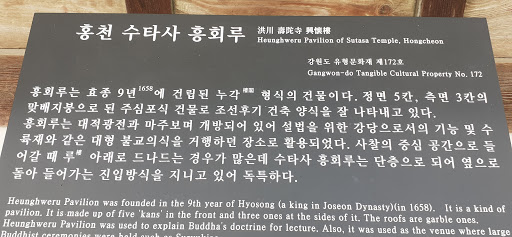 홍천 수타사 흥회루 洪川 壽陀寺 興懷樓
Heunghweru Pavilion of Sutasa Temple, Hongcheon
강원도 유형문화재 제172호
Gangwon-do Tangible Cultural Property No. 172
흥회루는 효종 9년1658에 건립된 누각樓閣 형식의 건물이다. 정면 5칸, 측면 3칸의
맞배지붕으로 된 주심포식 건물로 조선후기 건축 양식을 잘 나타내고 있다.
흥회루는 대적광전과 마주보며 개방되어 있어 설법을 위한 강당으로서의 기능 및 수
륙재와 같은 대형 불교의식을 거행하던 장소로 활용되었다. 사찰의 중심 공간으로 들
어갈 때 루樓 아래로 드나드는 경우가 많은데 수타사 흥회루는 단층으로 되어 옆으로
돌아 들어가는 진입방식을 지니고 있어 독특하다.
Heunghweru Pavilion was founded in the 9th year of Hyosong (a king in Joseon Dynasty)(in 1658). It is a kind of
pavilion. It is made up of five 'kans' in the front and three ones at the sides of it. The roofs are garble ones.
Heunghweru Pavilion was used to explain Buddha's doctrine for lecture. Also, it was used as the venue where large
Buddhist ceremonies were held such as